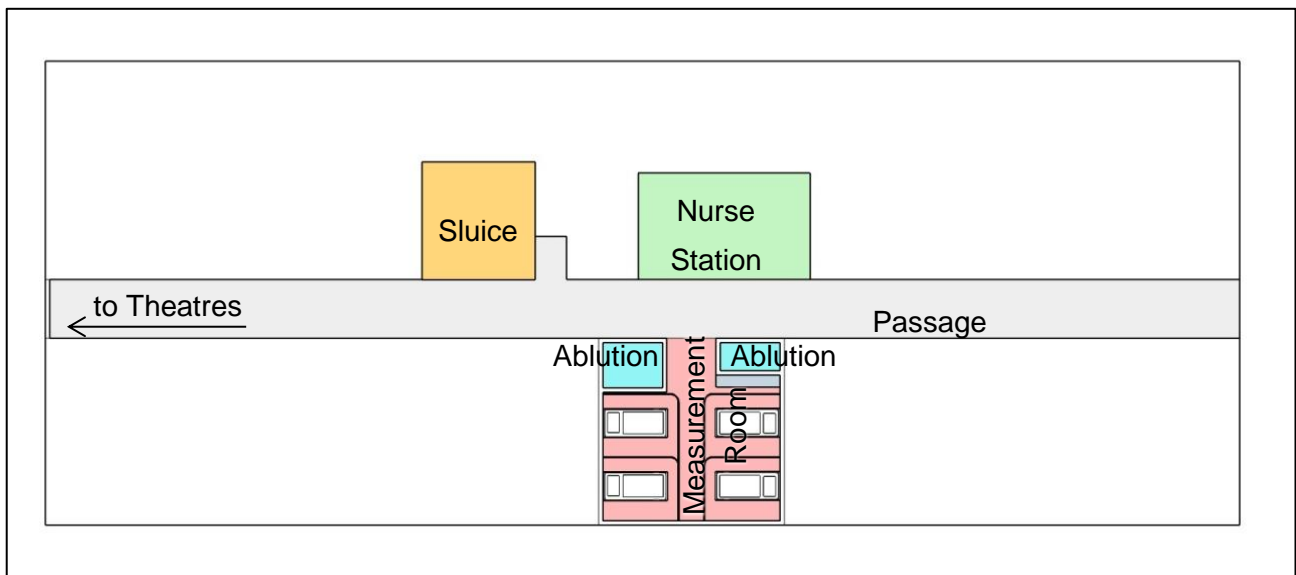 Sluice
Nurse
Station
to Theatres
Passage
Ablution
Ablution
Measurement
Room